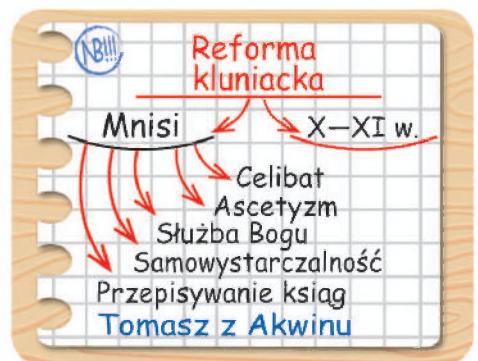 NB!!!
Reforma
kluniacka
Mnisi
X–XI w.
Celibat
Ascetyzm
Służba Bogu
Samowystarczalność
Przepisywanie ksiąg
Tomasz z Akwinu